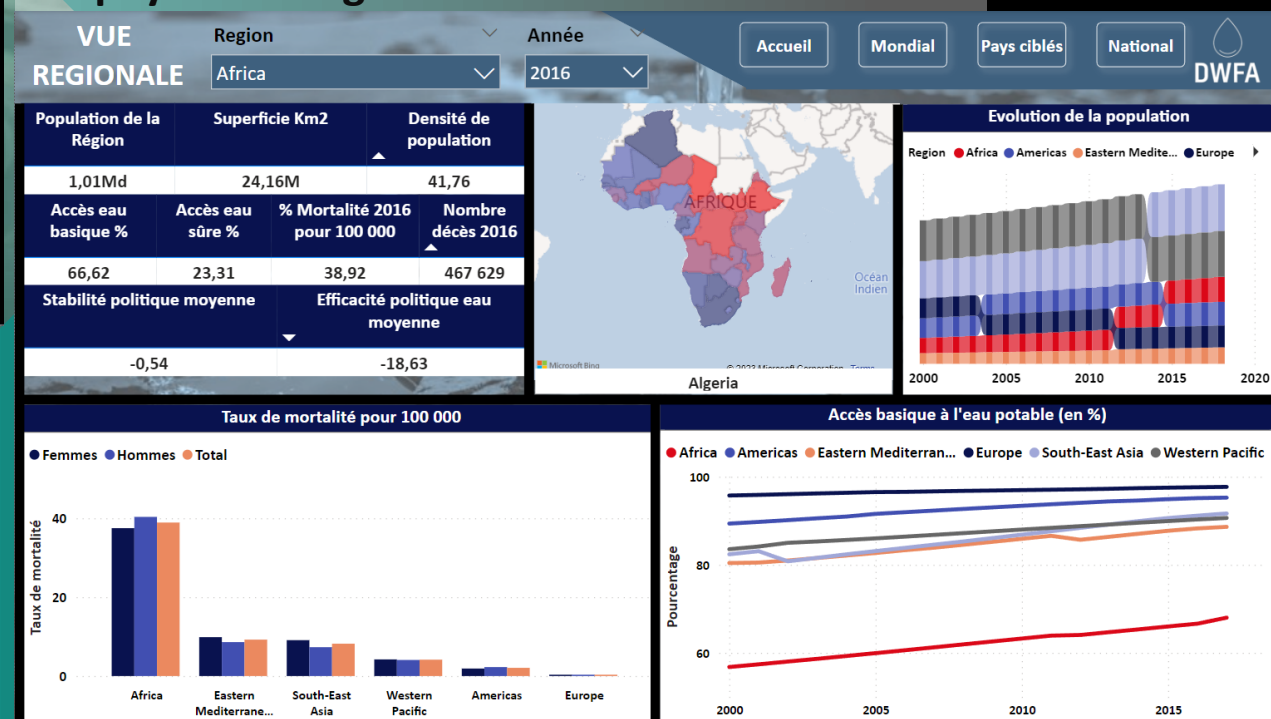 VUE
REGIONALE
Region
Africa
Année
2016
Accueil
Mondial
Pays ciblés
National
DWFA
Population de la
Région
Superficie Km2
Densité de
population
1,01Md
24,16M
41,76
Accès eau
basique %
Accès eau
sûre %
% Mortalité 2016
pour 100 000
Nombre
décès 2016
66,62
23,31
38,92
467 629
Stabilité politique moyenne
Efficacité politique eau
moyenne
-0,54
-18,63
AFRIQUE
Océan
Indien
Microsoft Bing
© 2023 Microsoft Corporation Terms
Algeria
Evolution de la population
Region Africa Americas Eastern Medite... Europe
2000 2005 2010 2015 2020
Taux de mortalité pour 100 000
Femmes Hommes Total
Taux de mortalité
40
20
0
Africa
Eastern
Mediterrane...
South-East
Asia
Western
Pacific
Americas
Europe
Accès basique à l'eau potable (en %)
Africa Americas Eastern Mediterran... Europe South-East Asia Western Pacific
Pourcentage
100
80
60
2000 2005 2010 2015